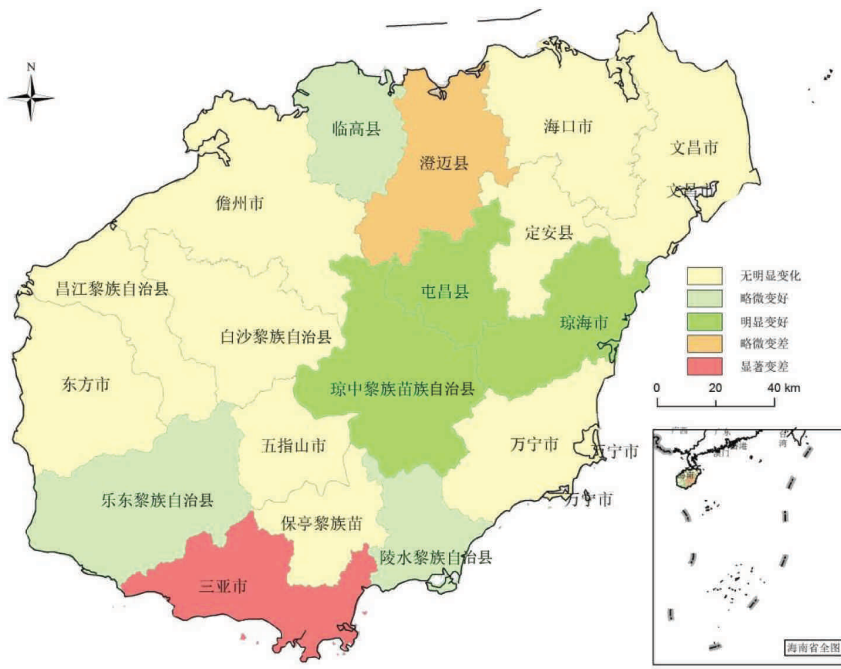 N
临高县
海口市
澄迈县
文昌市
文昌市
儋州市
定安县
昌江黎族自治县
屯昌县
琼海市
白沙黎族自治县
东方市
琼中黎族苗族自治县
五指山市
万宁市
万宁市
万宁市
乐东黎族自治县
保亭黎族苗
陵水黎族自治县
三亚市
无明显变化
略微变好
明显变好
略微变差
显著变差
0 20 40 km
广西
广东
台湾
海南省全图